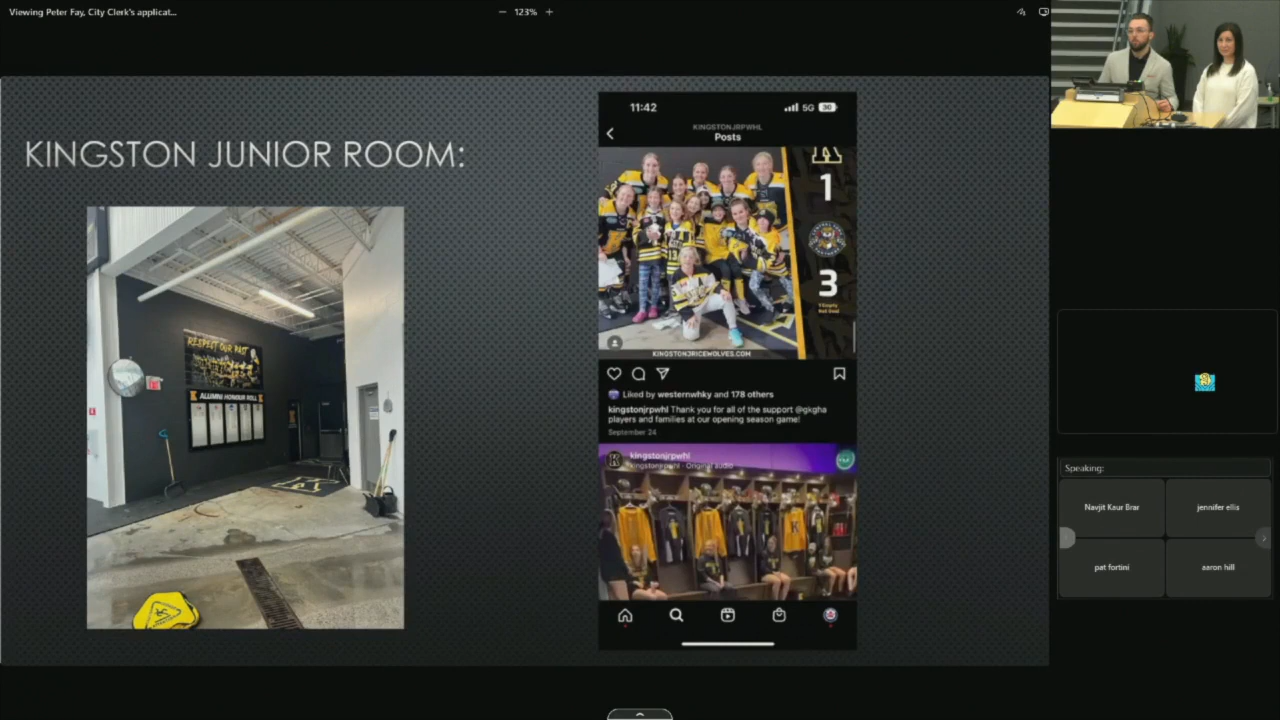 Viewing Peter Fay, City Clerk's applicat...
— 123% +
KINGSTON JUNIOR ROOM:
RESPECT OUR PAST
ALUMNI HONOUR ROLL
K
11:42
5G 30
KINGSTONJRPWHL
Posts
1
3
KINGSTONJRICEWOLVES.COM
Liked by westernwhky and 178 others
kingstonjrpwhl Thank you for all of the support @gkgha
players and families at our opening season game!
September 24
kingstonjrpwhl
kingstonjrpwhl · Original audio
Speaking:
Navjit Kaur Brar
jennifer ellis
pat fortini
aaron hill